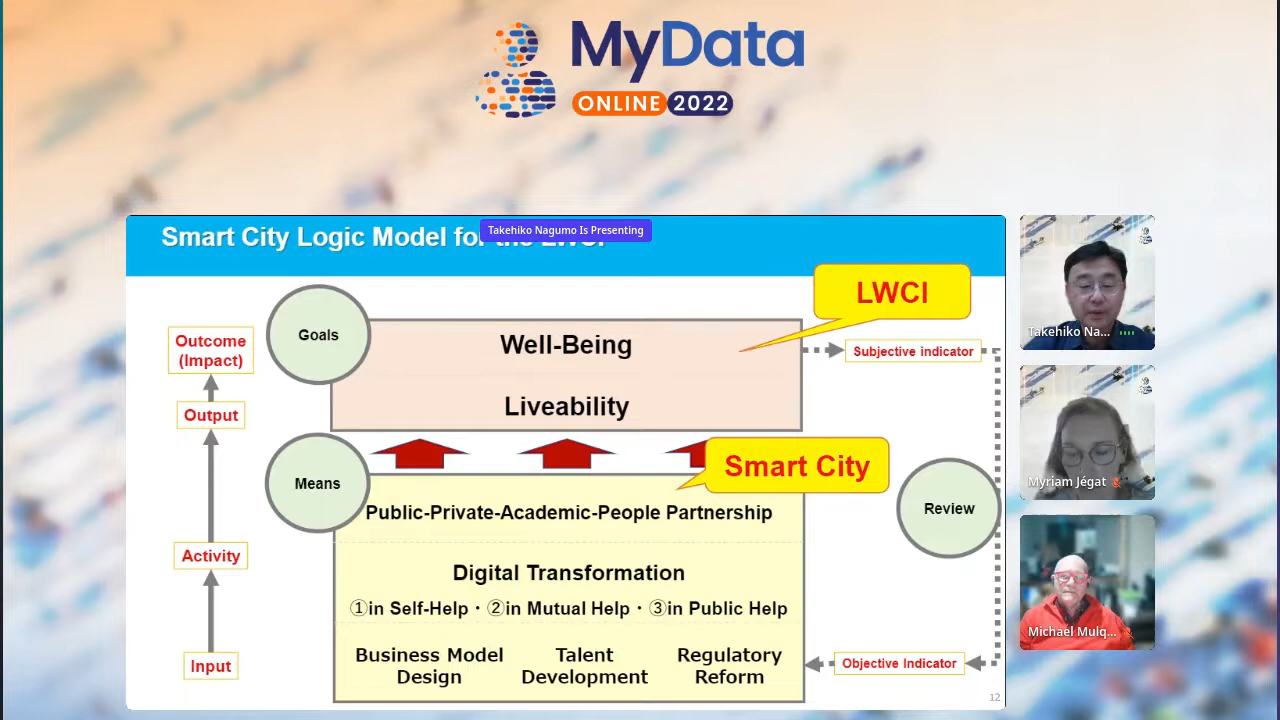 MyData
ONLINE 2022
Smart City Logic Model for the LWCI
Takehiko Nagumo Is Presenting
LWCI
Goals
Outcome
(Impact)
Well-Being
Subjective indicator
Output
Liveability
Smart City
Means
Public-Private-Academic-People Partnership
Review
Activity
Digital Transformation
①in Self-Help・②in Mutual Help・③in Public Help
Input
Business Model
Design
Talent
Development
Regulatory
Reform
Objective Indicator
12
Takehiko Na...
Myriam Jégat
Michael Mulq...